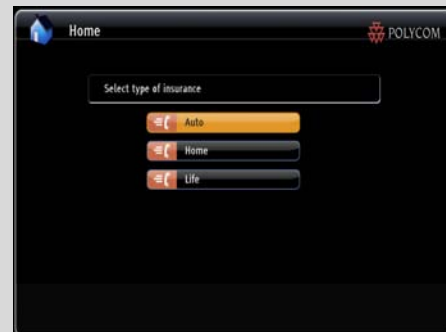 Home
POLYCOM
Select type of insurance
Auto
Home
Life